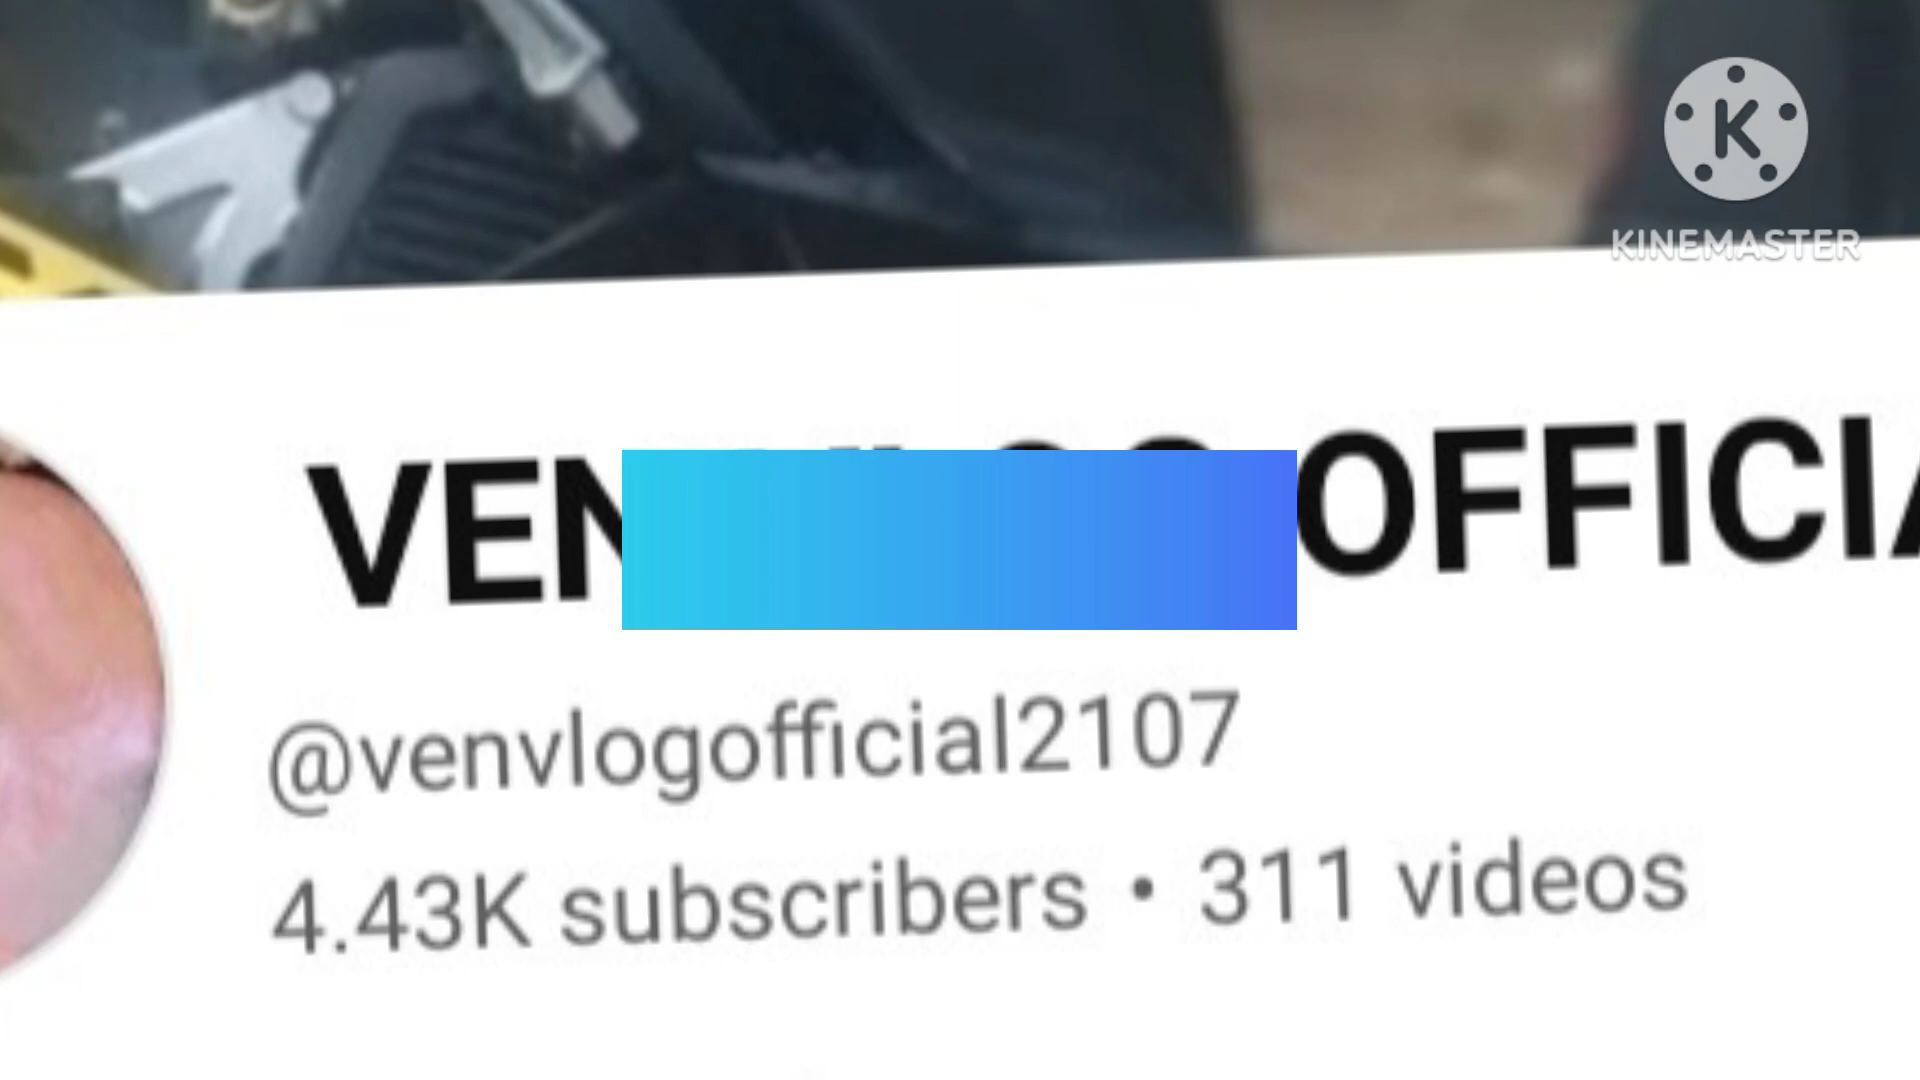 K
KINEMASTER
VEN OFFICIA
@venvlogofficial2107
4.43K subscribers • 311 videos